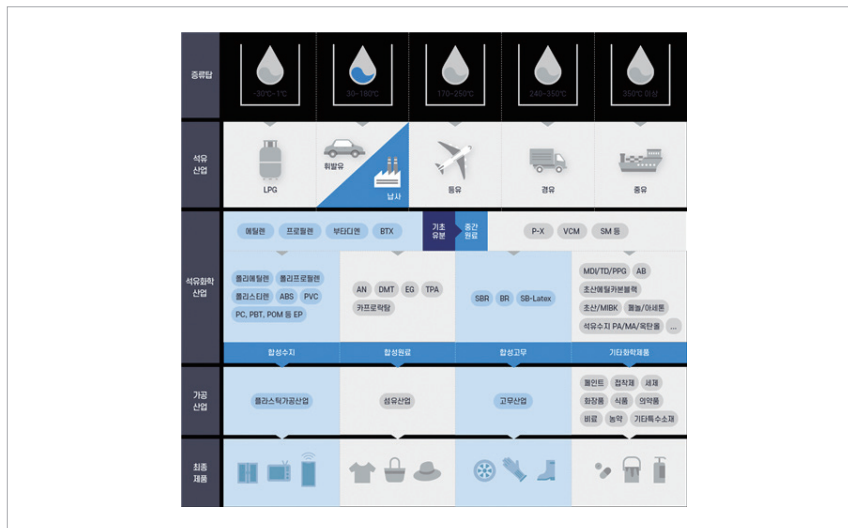 증류탑
-30℃~1℃
30~180℃
170~250℃
240~350℃
350℃ 이상
석유
산업
LPG
휘발유
납사
등유
경유
중유
석유화학
산업
에틸렌 프로필렌 부타디엔 BTX
기초
유분
중간
원료
P-X VCM SM 등
폴리에틸렌 폴리프로필렌
폴리스티렌 ABS PVC
PC, PBT, POM 등 EP
AN DMT EG TPA
카프로락탐
SBR BR SB-Latex
MDI/TD/PPG AB
초산에틸카본블랙
초산/MIBK 페놀/아세톤
석유수지 PA/MA/옥탄올 ...
합성수지
합성원료
합성고무
기타화학제품
가공
산업
플라스틱가공산업
섬유산업
고무산업
페인트 접착제 세제
화장품 식품 의약품
비료 농약 기타특수소재
최종
제품